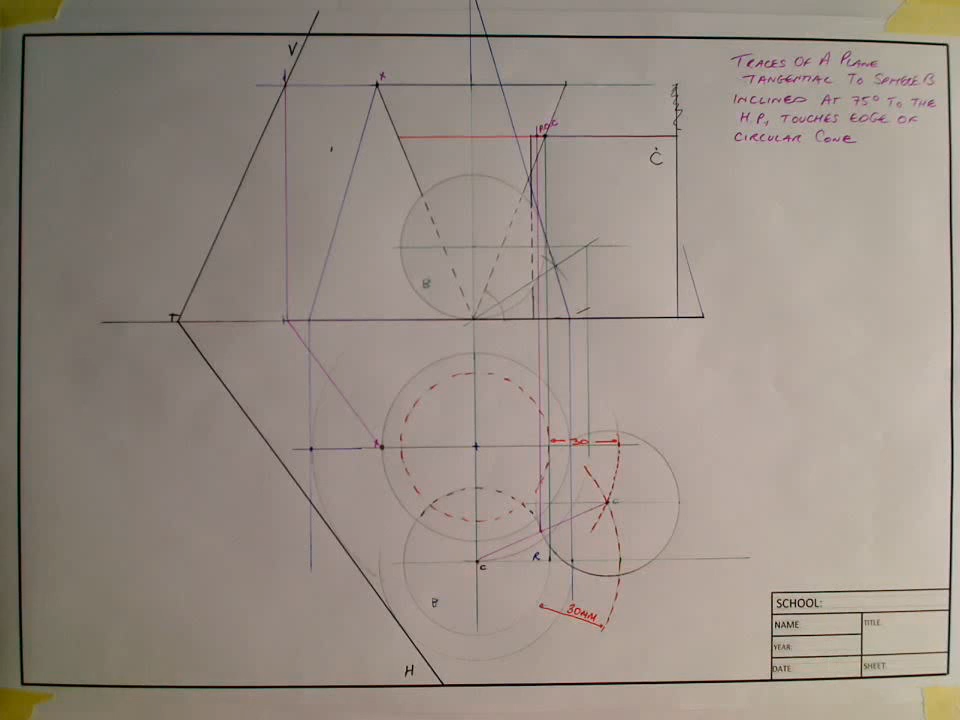 TRACES OF A PLANE
TANGENTIAL TO SPHERE B
INCLINED AT 75° TO THE
H.P., TOUCHES EDGE OF
CIRCULAR CONE
V
X
P.O.C
C
B
T
X
30
C
C
R
B
30MM
H
SCHOOL:
NAME:
TITLE:
YEAR:
DATE:
SHEET: